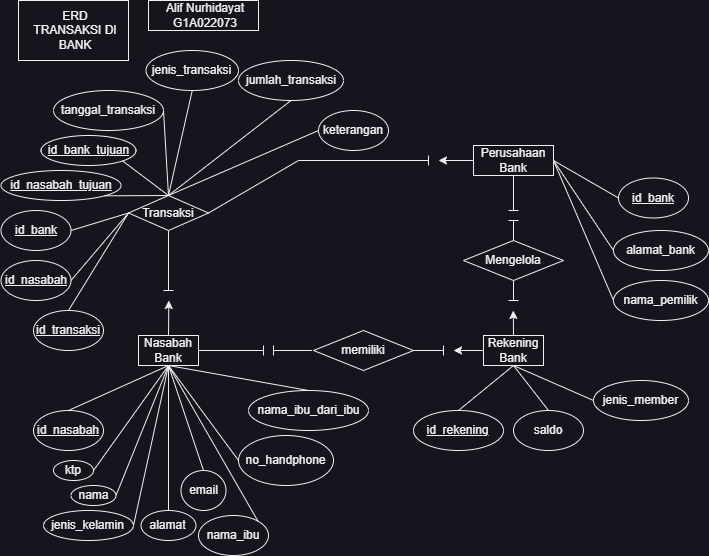 ERD
TRANSAKSI DI
BANK
Alif Nurhidayat
G1A022073
jenis_transaksi
jumlah_transaksi
tanggal_transaksi
keterangan
id_bank_tujuan
id_nasabah_tujuan
Transaksi
id_bank
id_nasabah
id_transaksi
Perusahaan
Bank
id_bank
alamat_bank
nama_pemilik
Mengelola
Nasabah
Bank
memiliki
Rekening
Bank
id_nasabah
ktp
nama
jenis_kelamin
alamat
email
nama_ibu
no_handphone
nama_ibu_dari_ibu
id_rekening
saldo
jenis_member